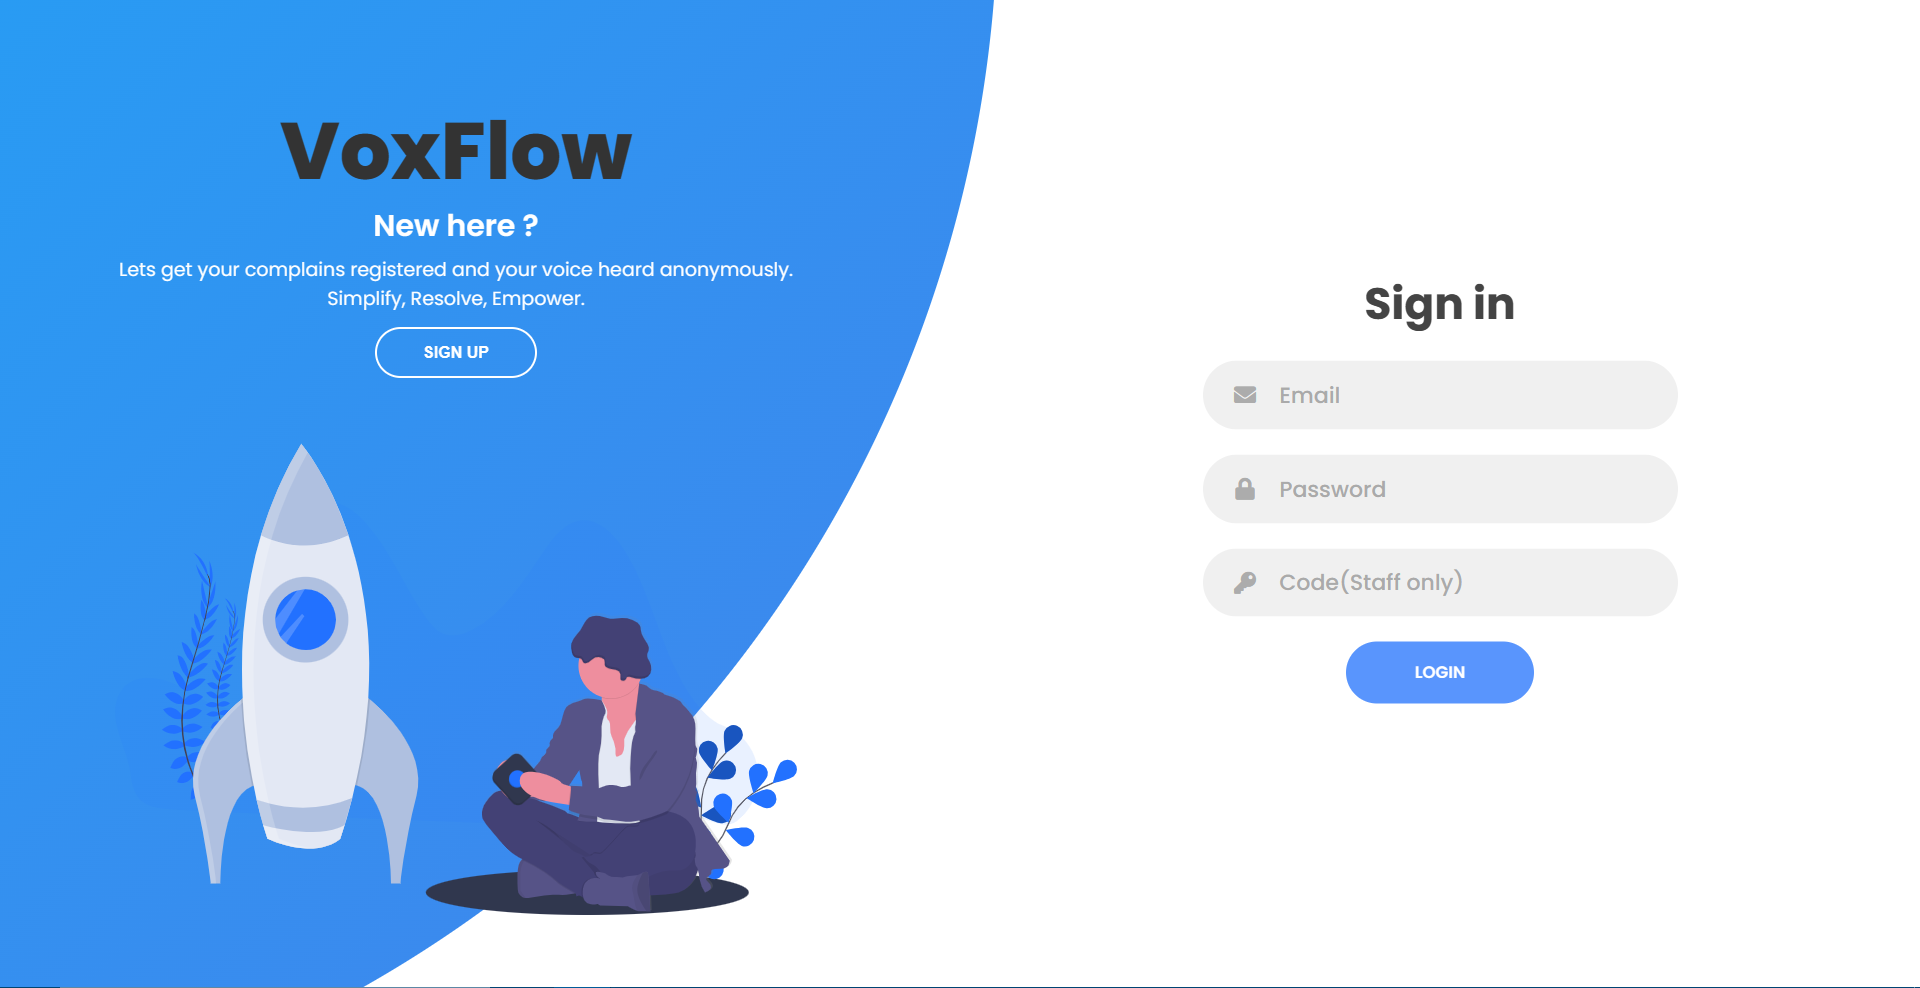 VoxFlow
New here ?
Lets get your complains registered and your voice heard anonymously.
Simplify, Resolve, Empower.
SIGN UP
Sign in
Email
Password
Code(Staff only)
LOGIN